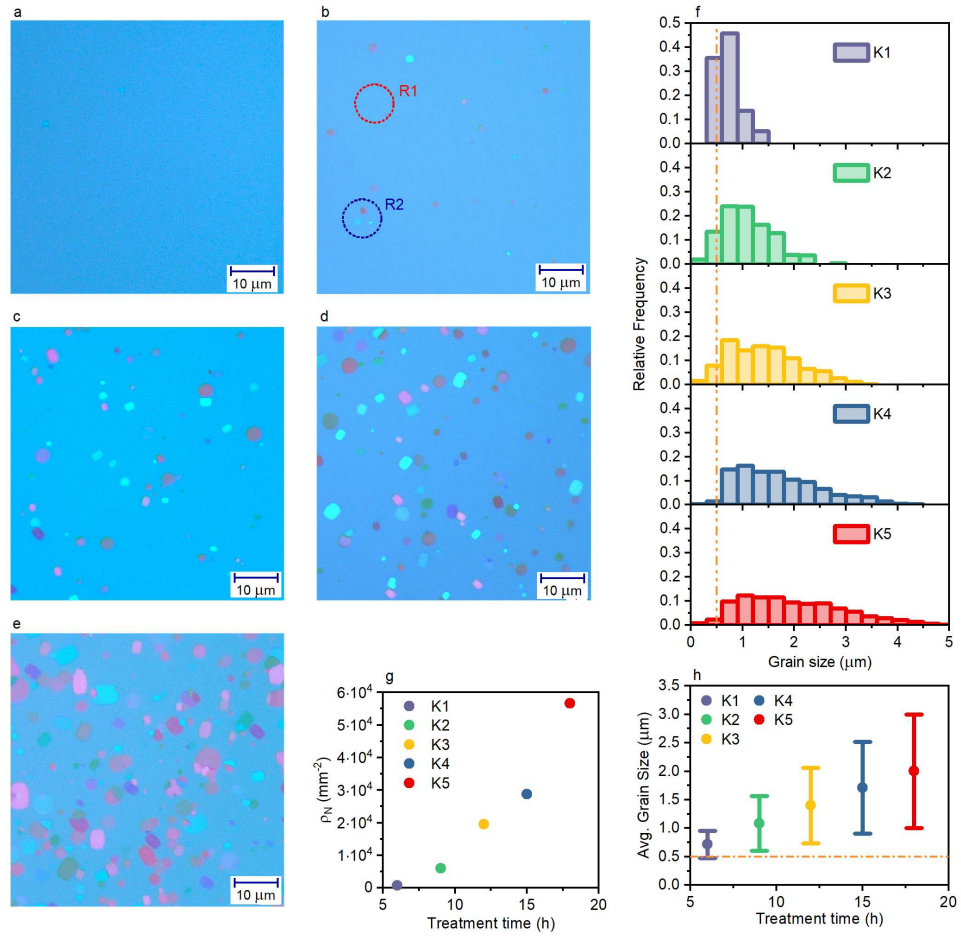 a
10 μm
b
R1
R2
10 μm
c
10 μm
d
10 μm
e
10 μm
f
Relative Frequency
0.5
0.4
0.3
0.2
0.1
0.0
K1
0.4
0.3
0.2
0.1
0.0
K2
0.4
0.3
0.2
0.1
0.0
K3
0.4
0.3
0.2
0.1
0.0
K4
0.4
0.3
0.2
0.1
0.0
K5
0 1 2 3 4 5
Grain size (μm)
g
ρN (mm-2)
6·10⁴
5·10⁴
4·10⁴
3·10⁴
2·10⁴
1·10⁴
0
K1
K2
K3
K4
K5
5 10 15 20
Treatment time (h)
h
Avg. Grain Size (μm)
3.5
3.0
2.5
2.0
1.5
1.0
0.5
0.0
K1 K4
K2 K5
K3
5 10 15 20
Treatment time (h)